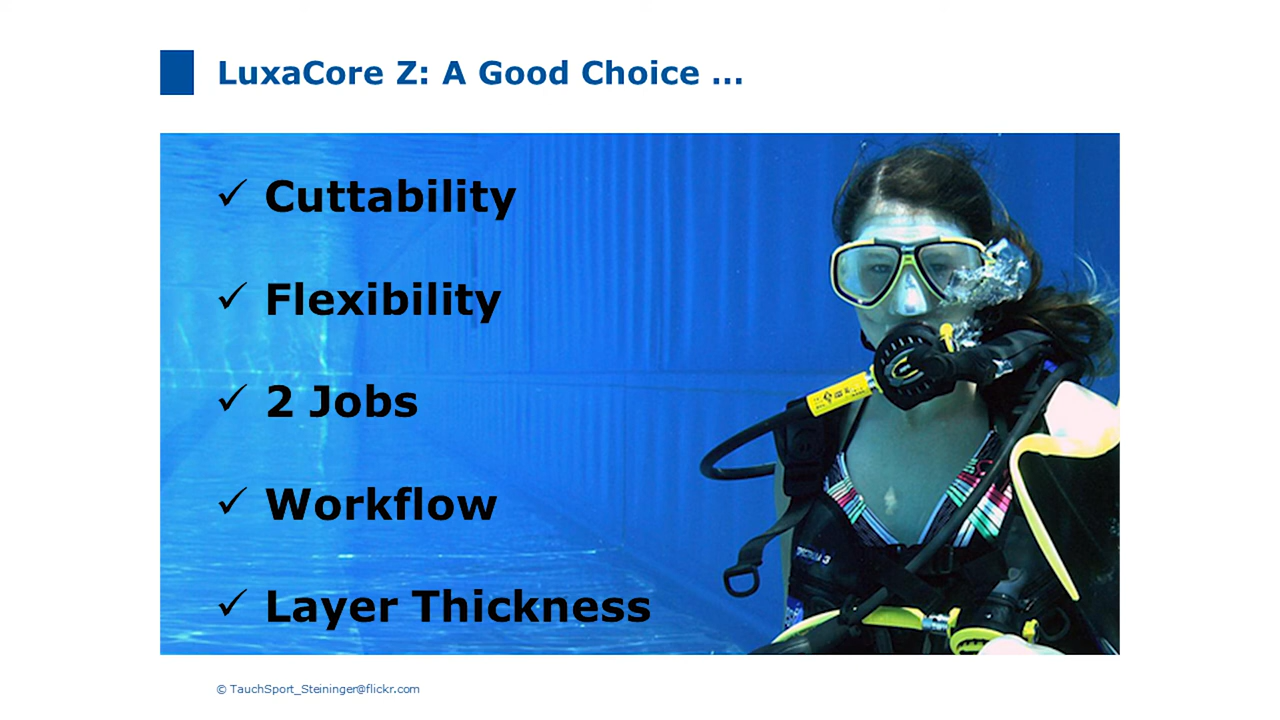 LuxaCore Z: A Good Choice ...
✓ Cuttability
✓ Flexibility
✓ 2 Jobs
✓ Workflow
✓ Layer Thickness
© TauchSport_Steininger@flickr.com